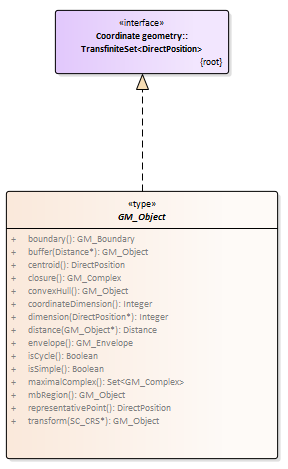 «interface»
Coordinate geometry::
TransfiniteSet<DirectPosition>
{root}
«type»
GM_Object
+ boundary(): GM_Boundary
+ buffer(Distance*): GM_Object
+ centroid(): DirectPosition
+ closure(): GM_Complex
+ convexHull(): GM_Object
+ coordinateDimension(): Integer
+ dimension(DirectPosition*): Integer
+ distance(GM_Object*): Distance
+ envelope(): GM_Envelope
+ isCycle(): Boolean
+ isSimple(): Boolean
+ maximalComplex(): Set<GM_Complex>
+ mbRegion(): GM_Object
+ representativePoint(): DirectPosition
+ transform(SC_CRS*): GM_Object